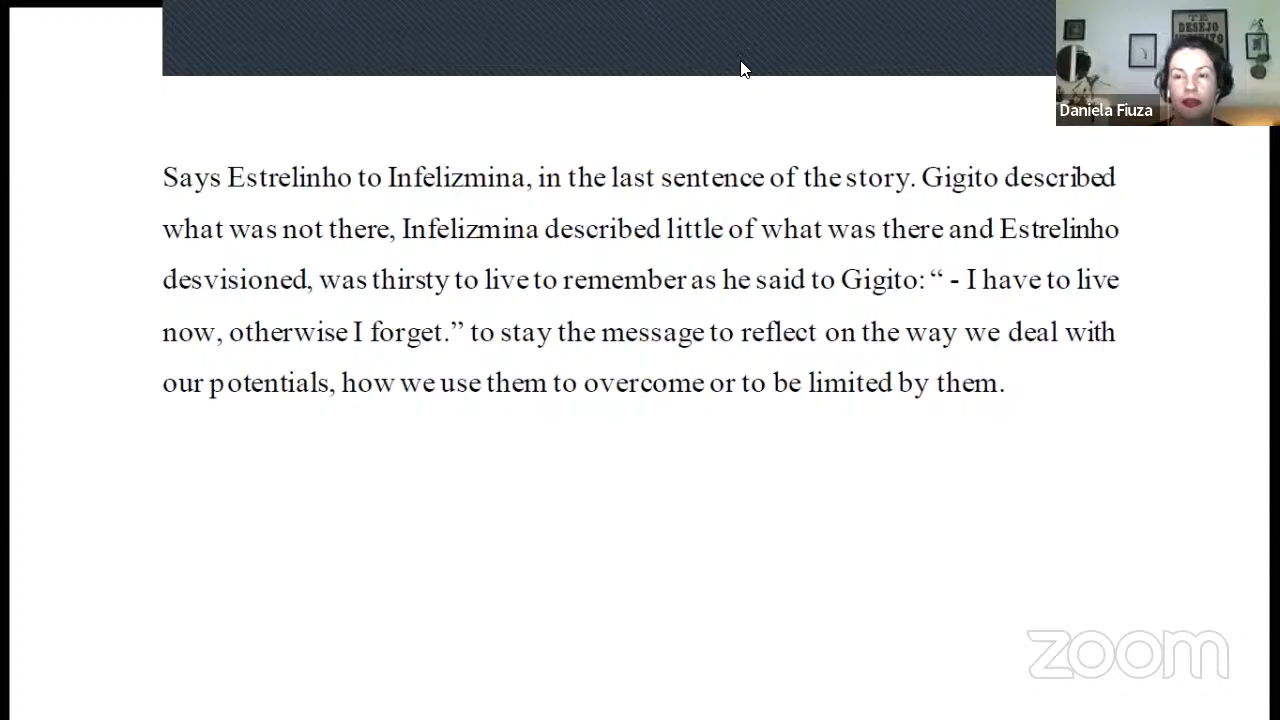 TE
DESEJO
Daniela Fiuza
Says Estrelinho to Infelizmina, in the last sentence of the story. Gigito described
what was not there, Infelizmina described little of what was there and Estrelinho
desvisioned, was thirsty to live to remember as he said to Gigito: “ - I have to live
now, otherwise I forget.” to stay the message to reflect on the way we deal with
our potentials, how we use them to overcome or to be limited by them.
zoom